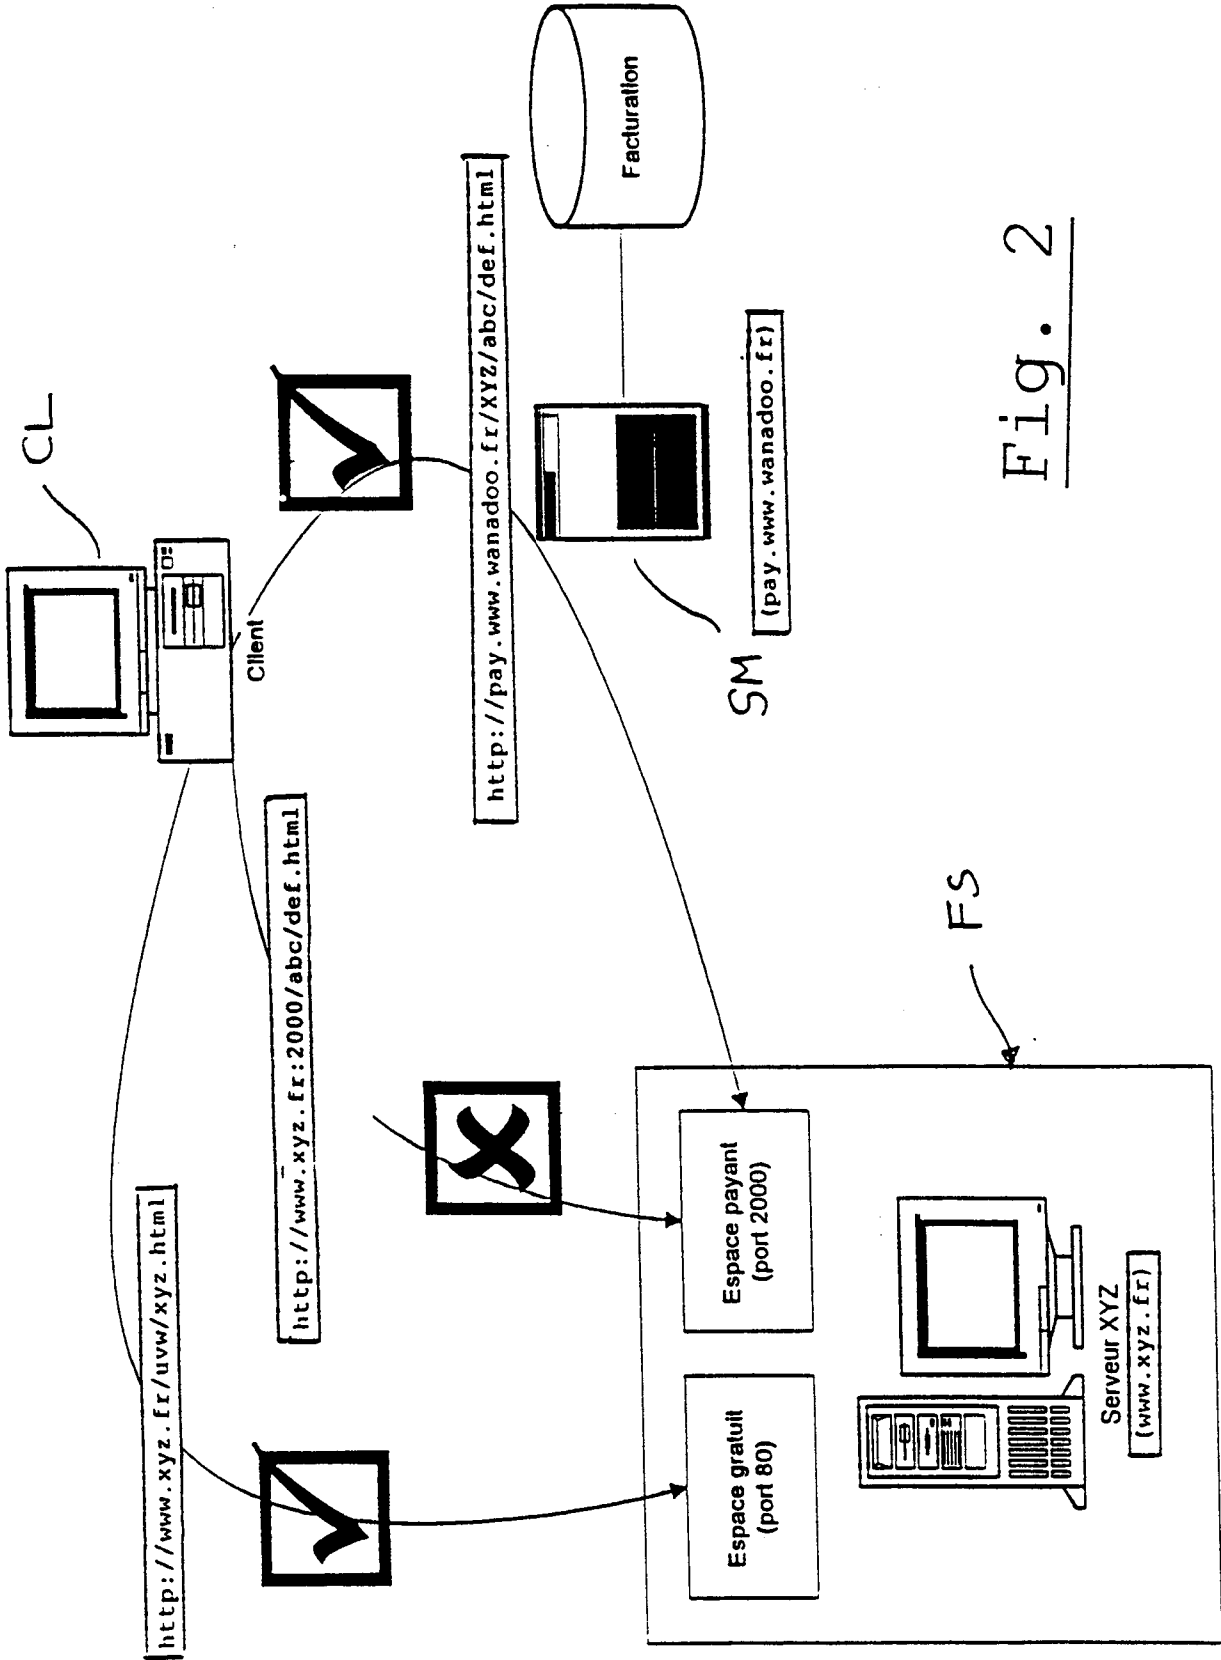 http://www.xyz.fr/uvw/xyz.html
CL
Client
http://www.xyz.fr:2000/abc/def.html
http://pay.www.wanadoo.fr/XYZ/abc/def.html
Facturation
SM
(pay.www.wanadoo.fr)
Espace gratuit
(port 80)
Espace payant
(port 2000)
FS
Serveur XYZ
(www.xyz.fr)
Fig. 2